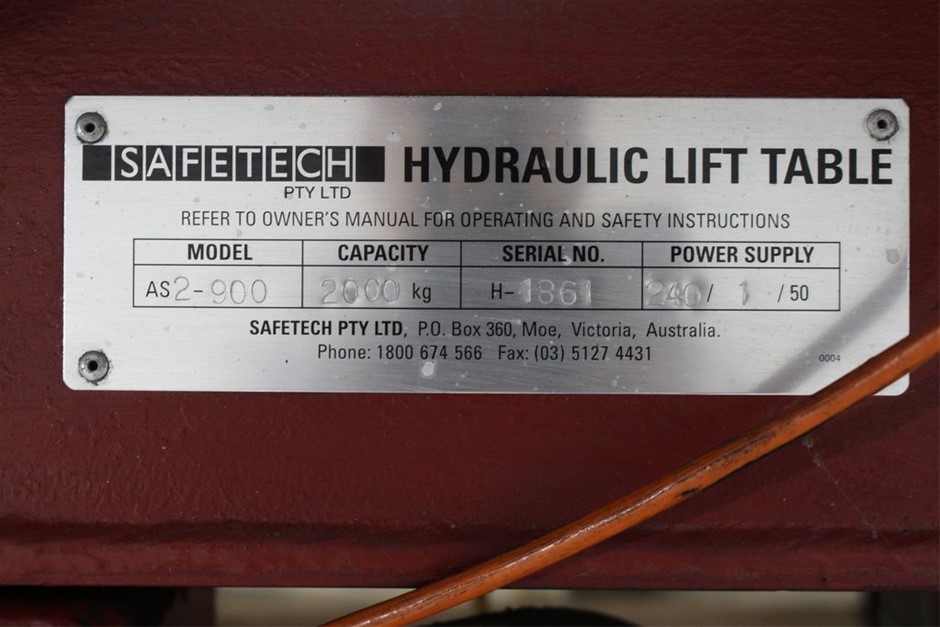 SAFETECH HYDRAULIC LIFT TABLE
PTY LTD
REFER TO OWNER'S MANUAL FOR OPERATING AND SAFETY INSTRUCTIONS
MODEL CAPACITY SERIAL NO. POWER SUPPLY
AS2-900 2000 kg H-1861 240/ 1 /50
SAFETECH PTY LTD, P.O. Box 360, Moe, Victoria, Australia.
Phone: 1800 674 566 Fax: (03) 5127 4431
0004